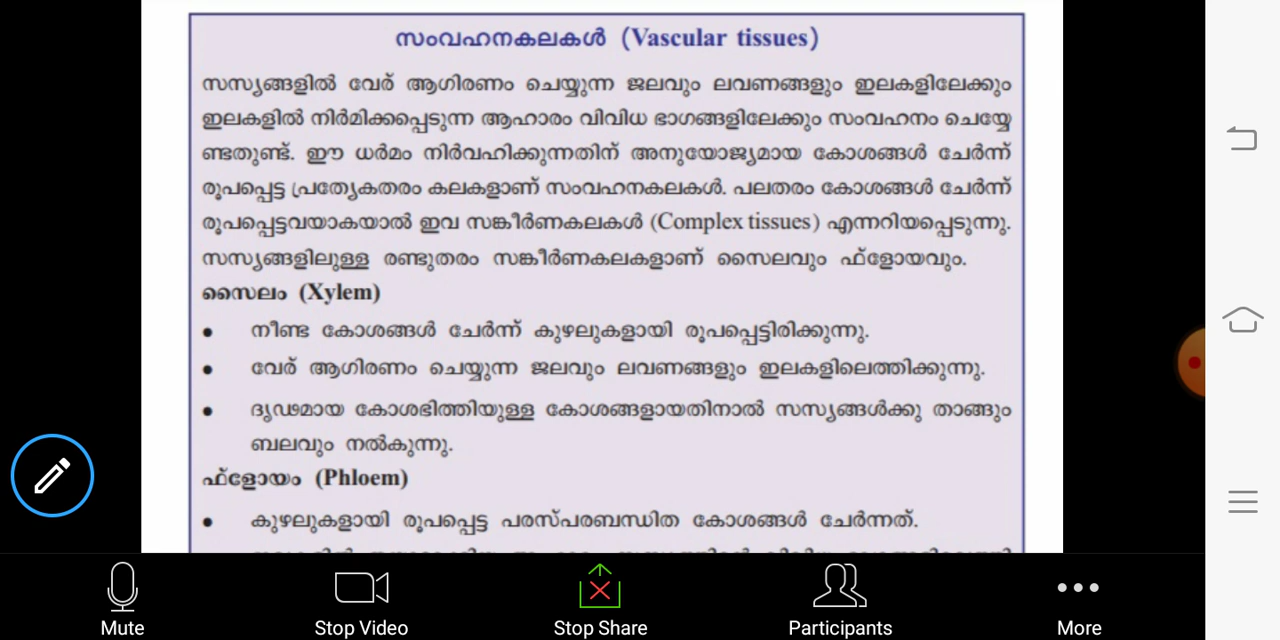 സംവഹനകലകൾ (Vascular tissues)
സസ്യങ്ങളിൽ വേര് ആഗിരണം ചെയ്യുന്ന ജലവും ലവണങ്ങളും ഇലകളിലേക്കും
ഇലകളിൽ നിർമിക്കപ്പെടുന്ന ആഹാരം വിവിധ ഭാഗങ്ങളിലേക്കും സംവഹനം ചെയ്യേ
ണ്ടതുണ്ട്. ഈ ധർമം നിർവഹിക്കുന്നതിന് അനുയോജ്യമായ കോശങ്ങൾ ചേർന്ന്
രൂപപ്പെട്ട പ്രത്യേകതരം കലകളാണ് സംവഹനകലകൾ. പലതരം കോശങ്ങൾ ചേർന്ന്
രൂപപ്പെട്ടവയാകയാൽ ഇവ സങ്കീർണകലകൾ (Complex tissues) എന്നറിയപ്പെടുന്നു.
സസ്യങ്ങളിലുള്ള രണ്ടുതരം സങ്കീർണകലകളാണ് സൈലവും ഫ്ളോയവും.
സൈലം (Xylem)
• നീണ്ട കോശങ്ങൾ ചേർന്ന് കുഴലുകളായി രൂപപ്പെട്ടിരിക്കുന്നു.
• വേര് ആഗിരണം ചെയ്യുന്ന ജലവും ലവണങ്ങളും ഇലകളിലെത്തിക്കുന്നു.
• ദൃഢമായ കോശഭിത്തിയുള്ള കോശങ്ങളായതിനാൽ സസ്യങ്ങൾക്കു താങ്ങും
ബലവും നൽകുന്നു.
ഫ്ളോയം (Phloem)
• കുഴലുകളായി രൂപപ്പെട്ട പരസ്പരബന്ധിത കോശങ്ങൾ ചേർന്നത്.
Mute
Stop Video
Stop Share
Participants
More